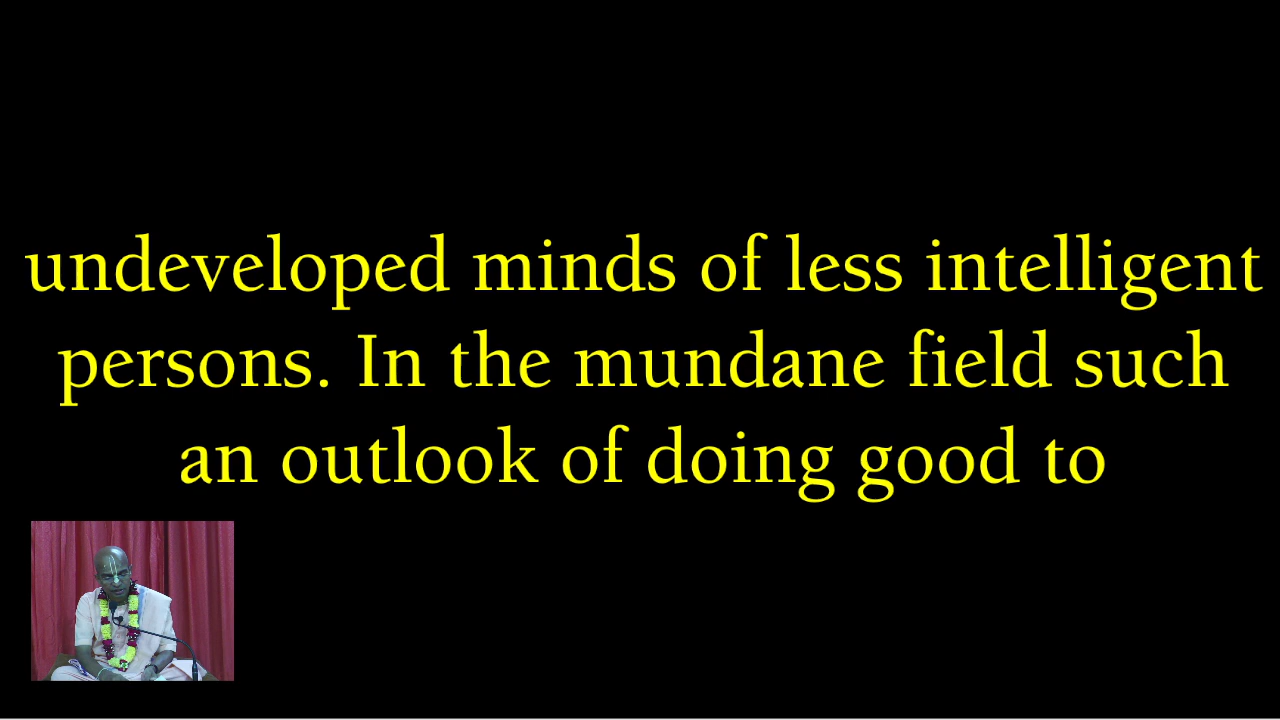 undeveloped minds of less intelligent
persons. In the mundane field such
an outlook of doing good to